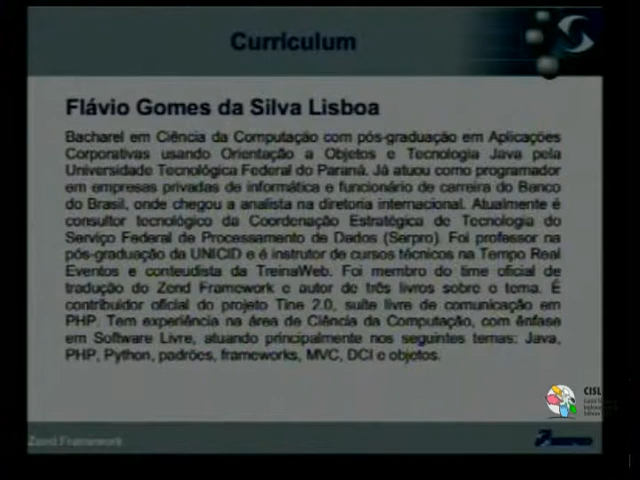 Curriculum
Flávio Gomes da Silva Lisboa
Bacharel em Ciência da Computação com pós-graduação em Aplicações
Corporativas usando Orientação a Objetos e Tecnologia Java pela
Universidade Tecnológica Federal do Paraná. Já atuou como programador
em empresas privadas de informática e funcionário de carreira do Banco
do Brasil, onde chegou a analista na diretoria internacional. Atualmente é
consultor tecnológico da Coordenação Estratégica de Tecnologia do
Serviço Federal de Processamento de Dados (Serpro). Foi professor na
pós-graduação da UNICID e é instrutor de cursos técnicos na Tempo Real
Eventos e conteudista da TreinaWeb. Foi membro do time oficial de
tradução do Zend Framework e autor de três livros sobre o tema. É
contribuidor oficial do projeto Tine 2.0, suíte livre de comunicação em
PHP. Tem experiência na área de Ciência da Computação, com ênfase
em Software Livre, atuando principalmente nos seguintes temas: Java,
PHP, Python, padrões, frameworks, MVC, DCI e objetos.
CISL
Zend Framework